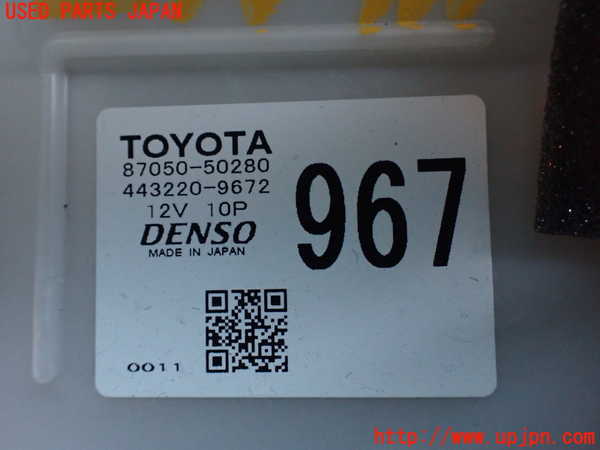 USED PARTS JAPAN
TOYOTA
87050-50280
443220-9672
12V 10P
DENSO
MADE IN JAPAN
967
0011
http://www.upjpn.com/